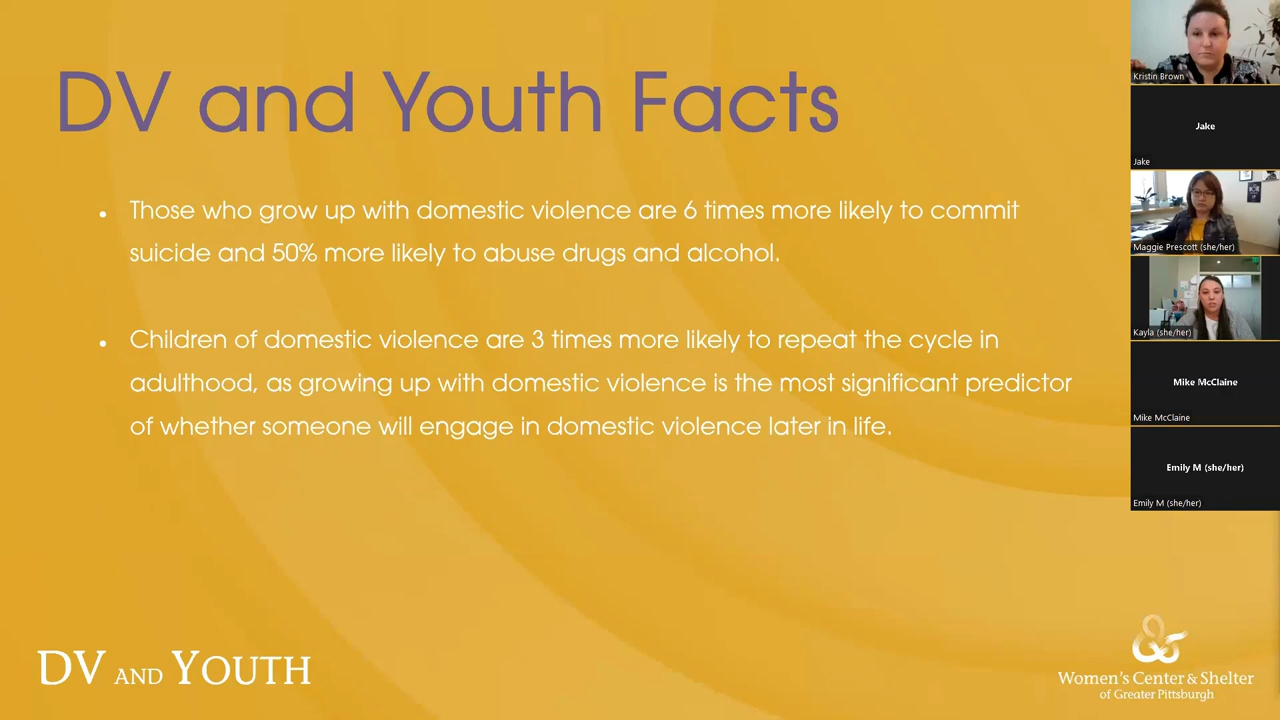 DV and Youth Facts
• Those who grow up with domestic violence are 6 times more likely to commit
suicide and 50% more likely to abuse drugs and alcohol.
• Children of domestic violence are 3 times more likely to repeat the cycle in
adulthood, as growing up with domestic violence is the most significant predictor
of whether someone will engage in domestic violence later in life.
DV AND YOUTH
Women's Center & Shelter
of Greater Pittsburgh
Kristin Brown
Jake
Jake
Maggie Prescott (she/her)
Kayla (she/her)
Mike McClaine
Mike McClaine
Emily M (she/her)
Emily M (she/her)